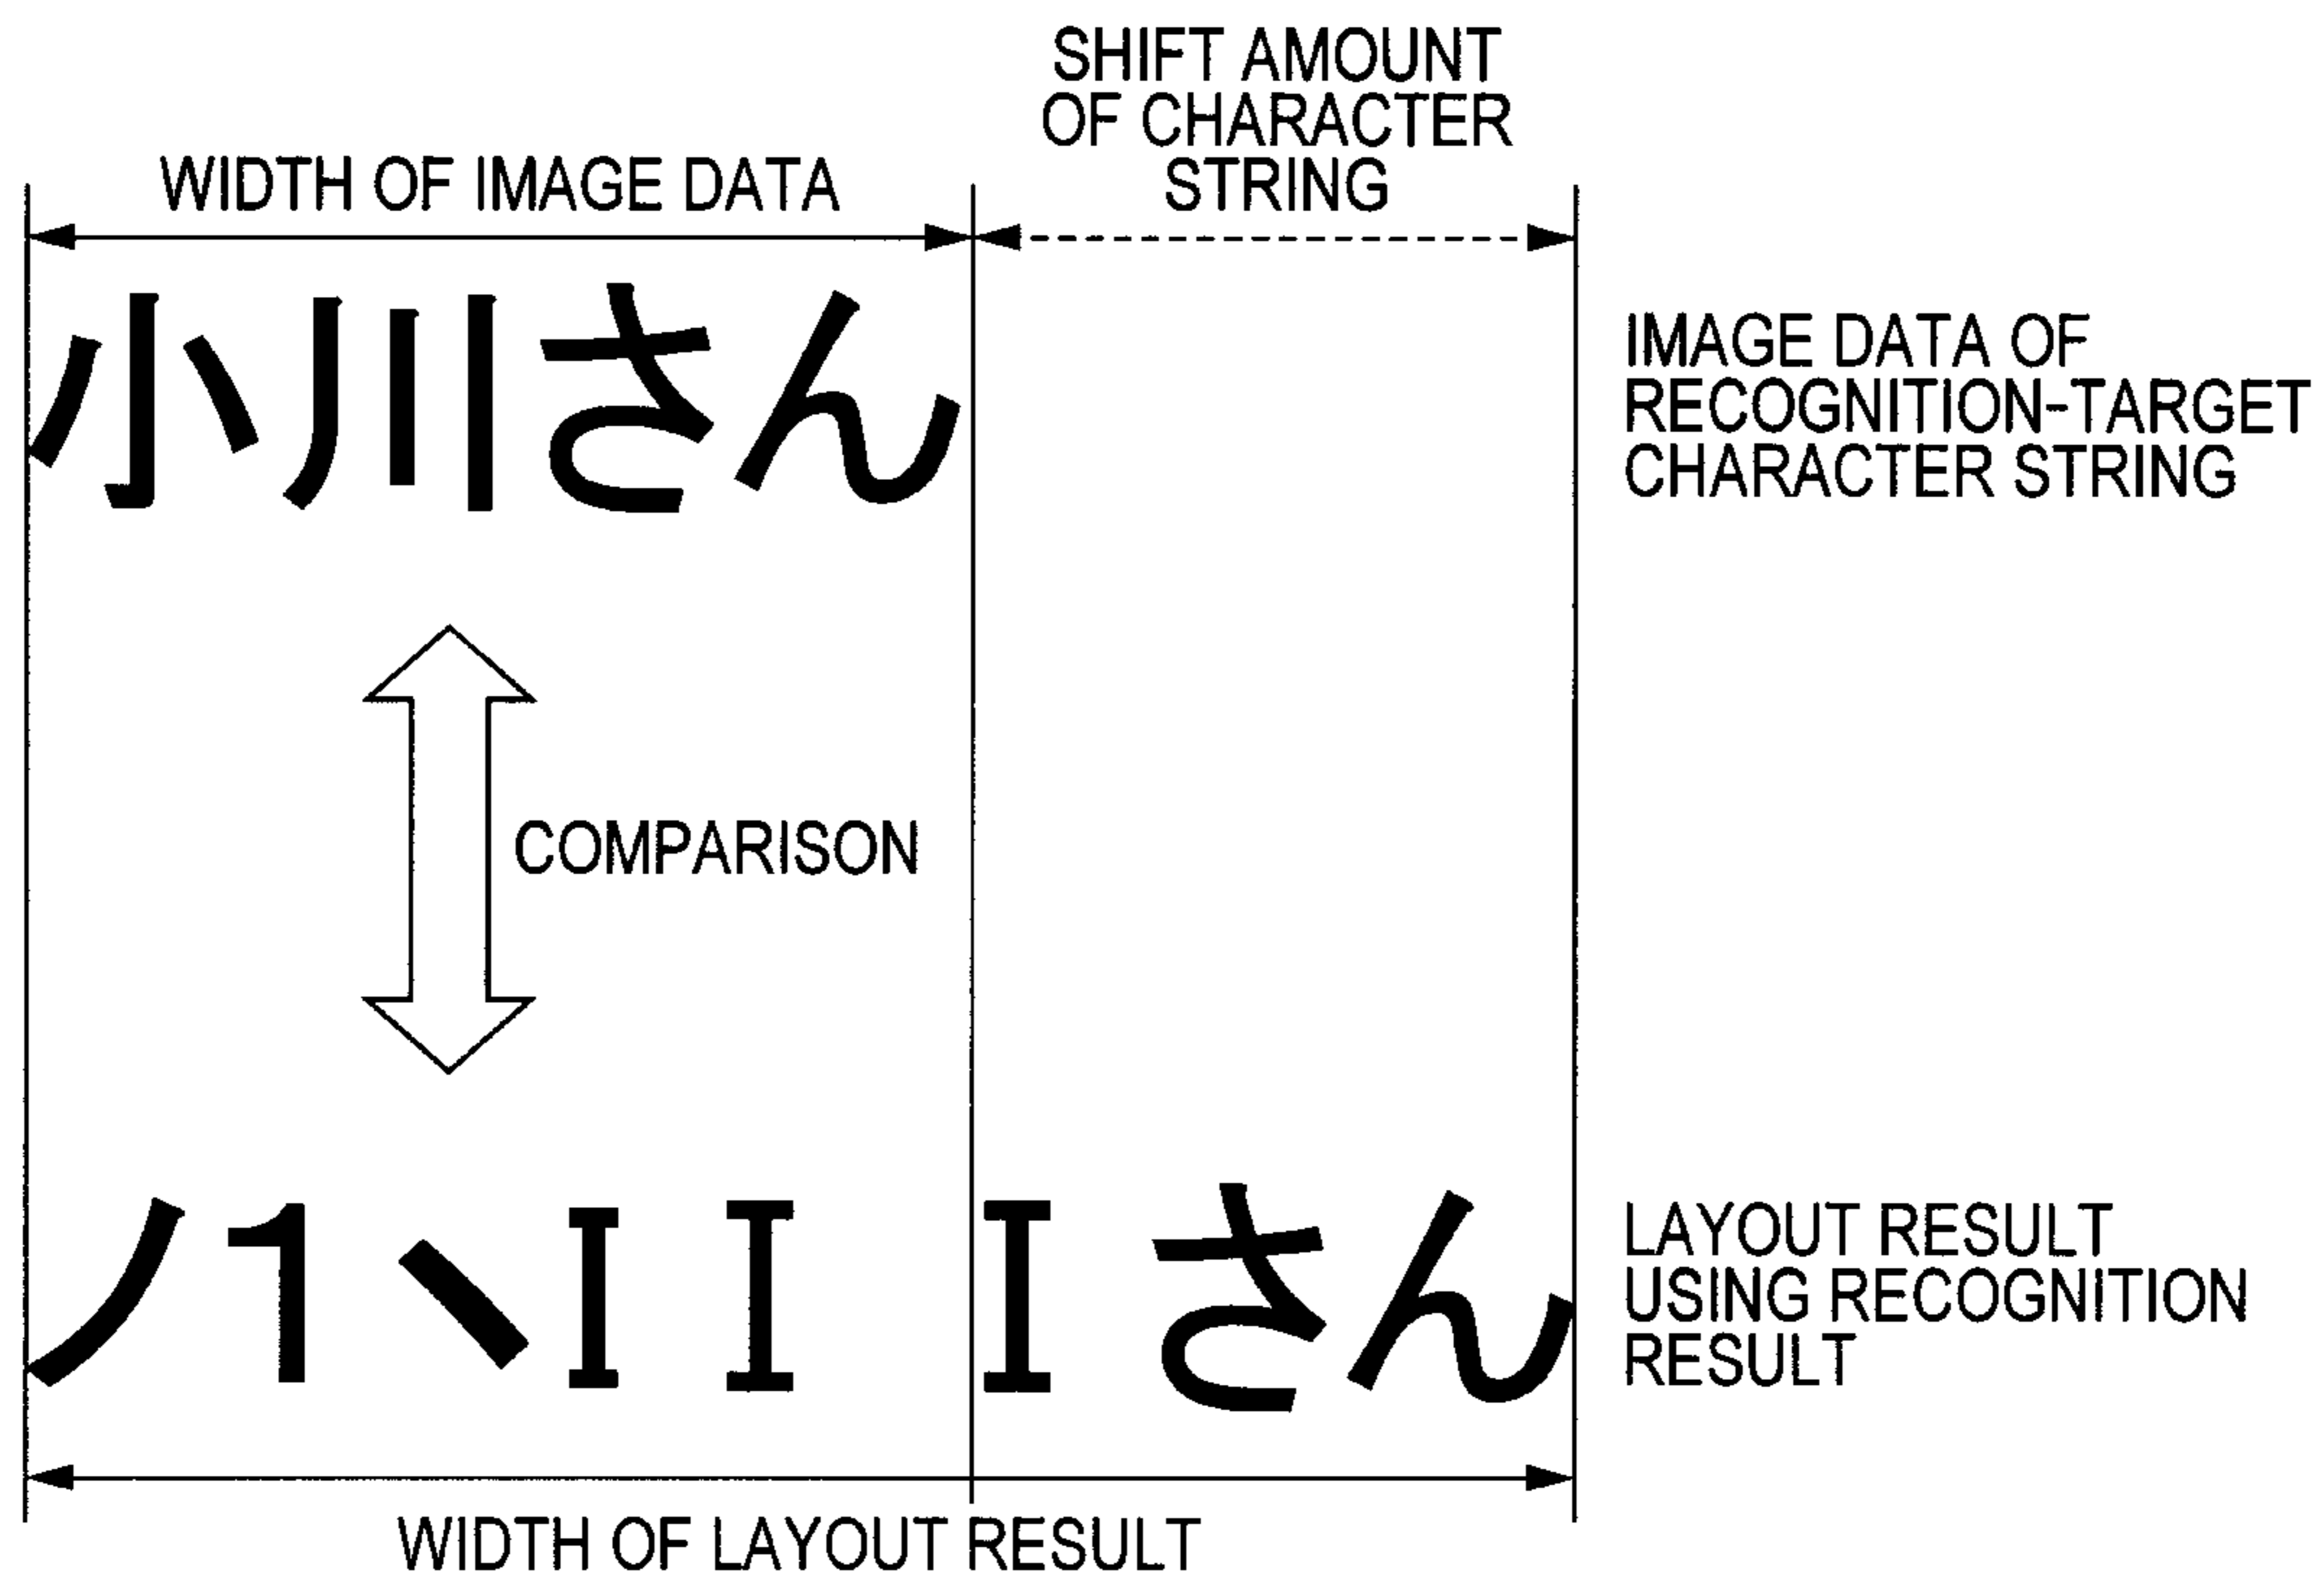 SHIFT AMOUNT
OF CHARACTER
STRING
WIDTH OF IMAGE DATA
小川さん
IMAGE DATA OF
RECOGNITION-TARGET
CHARACTER STRING
COMPARISON
ノ1ヽIIIさん
LAYOUT RESULT
USING RECOGNITION
RESULT
WIDTH OF LAYOUT RESULT